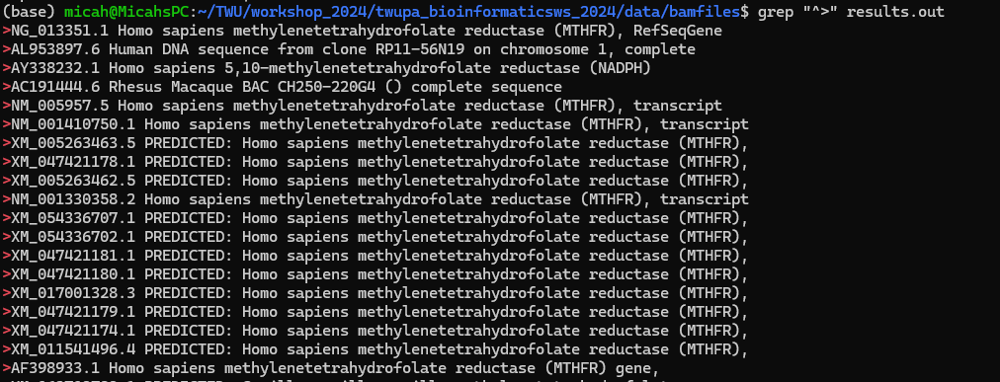 (base) micah@MicahsPC:~/TWU/workshop_2024/twupa_bioinformaticsws_2024/data/bamfiles$ grep "^>" results.out
>NG_013351.1 Homo sapiens methylenetetrahydrofolate reductase (MTHFR), RefSeqGene
>AL953897.6 Human DNA sequence from clone RP11-56N19 on chromosome 1, complete
>AY338232.1 Homo sapiens 5,10-methylenetetrahydrofolate reductase (NADPH)
>AC191444.6 Rhesus Macaque BAC CH250-220G4 () complete sequence
>NM_005957.5 Homo sapiens methylenetetrahydrofolate reductase (MTHFR), transcript
>NM_001410750.1 Homo sapiens methylenetetrahydrofolate reductase (MTHFR), transcript
>XM_005263463.5 PREDICTED: Homo sapiens methylenetetrahydrofolate reductase (MTHFR),
>XM_047421178.1 PREDICTED: Homo sapiens methylenetetrahydrofolate reductase (MTHFR),
>XM_005263462.5 PREDICTED: Homo sapiens methylenetetrahydrofolate reductase (MTHFR),
>NM_001330358.2 Homo sapiens methylenetetrahydrofolate reductase (MTHFR), transcript
>XM_054336707.1 PREDICTED: Homo sapiens methylenetetrahydrofolate reductase (MTHFR),
>XM_054336702.1 PREDICTED: Homo sapiens methylenetetrahydrofolate reductase (MTHFR),
>XM_047421181.1 PREDICTED: Homo sapiens methylenetetrahydrofolate reductase (MTHFR),
>XM_047421180.1 PREDICTED: Homo sapiens methylenetetrahydrofolate reductase (MTHFR),
>XM_017001328.3 PREDICTED: Homo sapiens methylenetetrahydrofolate reductase (MTHFR),
>XM_047421179.1 PREDICTED: Homo sapiens methylenetetrahydrofolate reductase (MTHFR),
>XM_047421174.1 PREDICTED: Homo sapiens methylenetetrahydrofolate reductase (MTHFR),
>XM_011541496.4 PREDICTED: Homo sapiens methylenetetrahydrofolate reductase (MTHFR),
>AF398933.1 Homo sapiens methylenetetrahydrofolate reductase (MTHFR) gene,